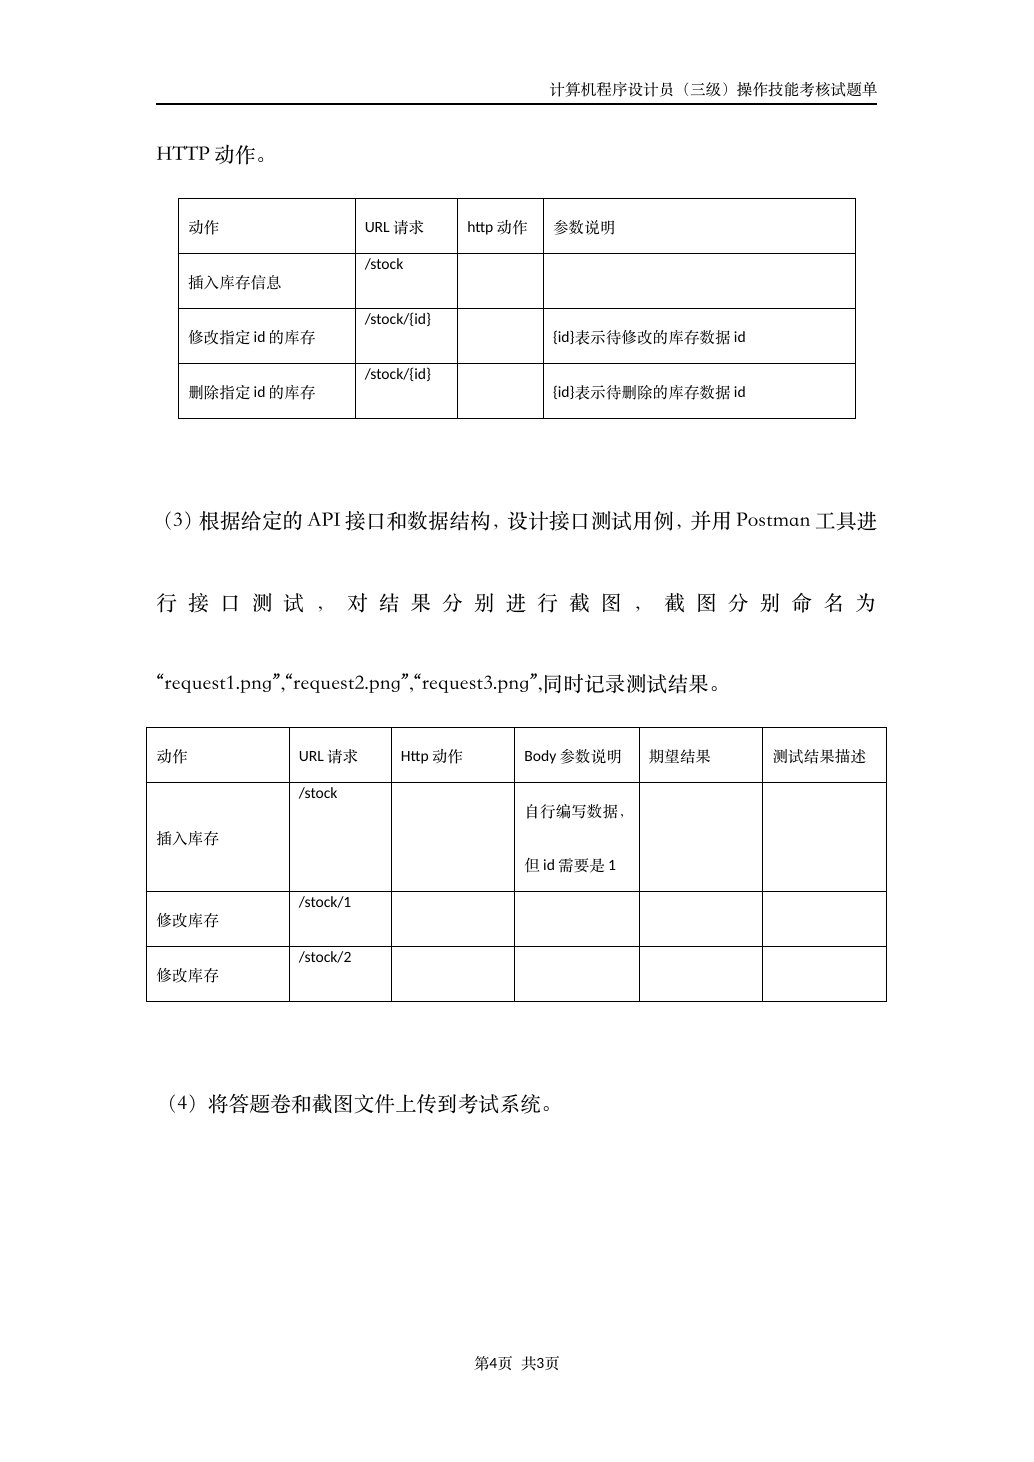 计算机程序设计员（三级）操作技能考核试题单
HTTP 动作。
动作 URL 请求 http 动作 参数说明
插入库存信息 /stock
修改指定 id 的库存 /stock/{id} {id}表示待修改的库存数据 id
删除指定 id 的库存 /stock/{id} {id}表示待删除的库存数据 id
（3）根据给定的 API 接口和数据结构，设计接口测试用例，并用 Postman 工具进
行接口测试，对结果分别进行截图，截图分别命名为
“request1.png”,“request2.png”,“request3.png”,同时记录测试结果。
动作 URL 请求 Http 动作 Body 参数说明 期望结果 测试结果描述
插入库存 /stock 自行编写数据，
但 id 需要是 1
修改库存 /stock/1
修改库存 /stock/2
（4）将答题卷和截图文件上传到考试系统。
第4页 共3页